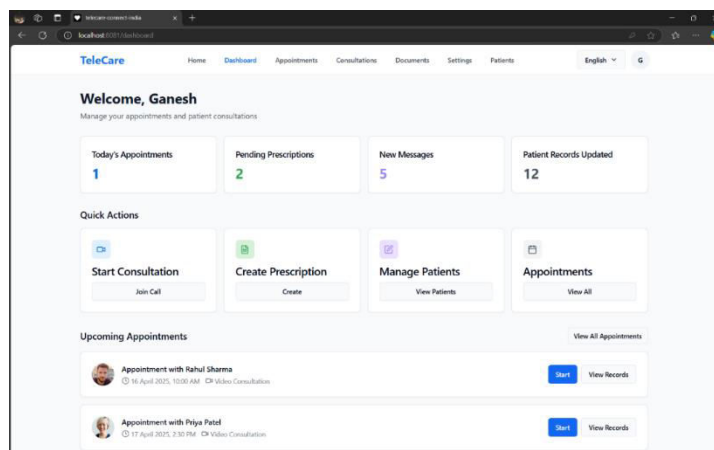 telecare-connect-india
localhost:8081/dashboard
TeleCare Home Dashboard Appointments Consultations Documents Settings Patients English G
Welcome, Ganesh
Manage your appointments and patient consultations
Today's Appointments Pending Prescriptions New Messages Patient Records Updated
1 2 5 12
Quick Actions
Start Consultation Create Prescription Manage Patients Appointments
Join Call Create View Patients View All
Upcoming Appointments View All Appointments
Appointment with Rahul Sharma
16 April 2025, 10:00 AM Video Consultation
Start View Records
Appointment with Priya Patel
17 April 2025, 2:30 PM Video Consultation
Start View Records